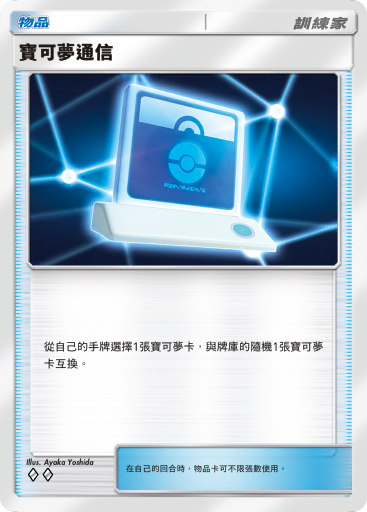 物品
訓練家
寶可夢通信
從自己的手牌選擇1張寶可夢卡，與牌庫的隨機1張寶可夢
卡互換。
Illus. Ayaka Yoshida
在自己的回合時，物品卡可不限張數使用。